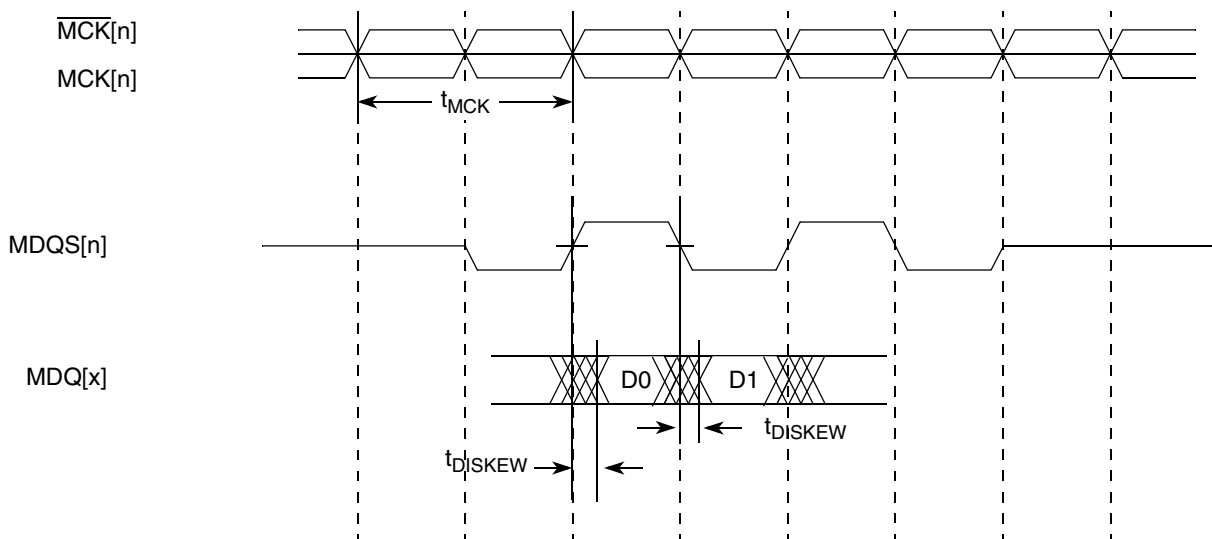 MCK[n]
MCK[n]
tMCK
MDQS[n]
MDQ[x]
D0
D1
tDISKEW
tDISKEW